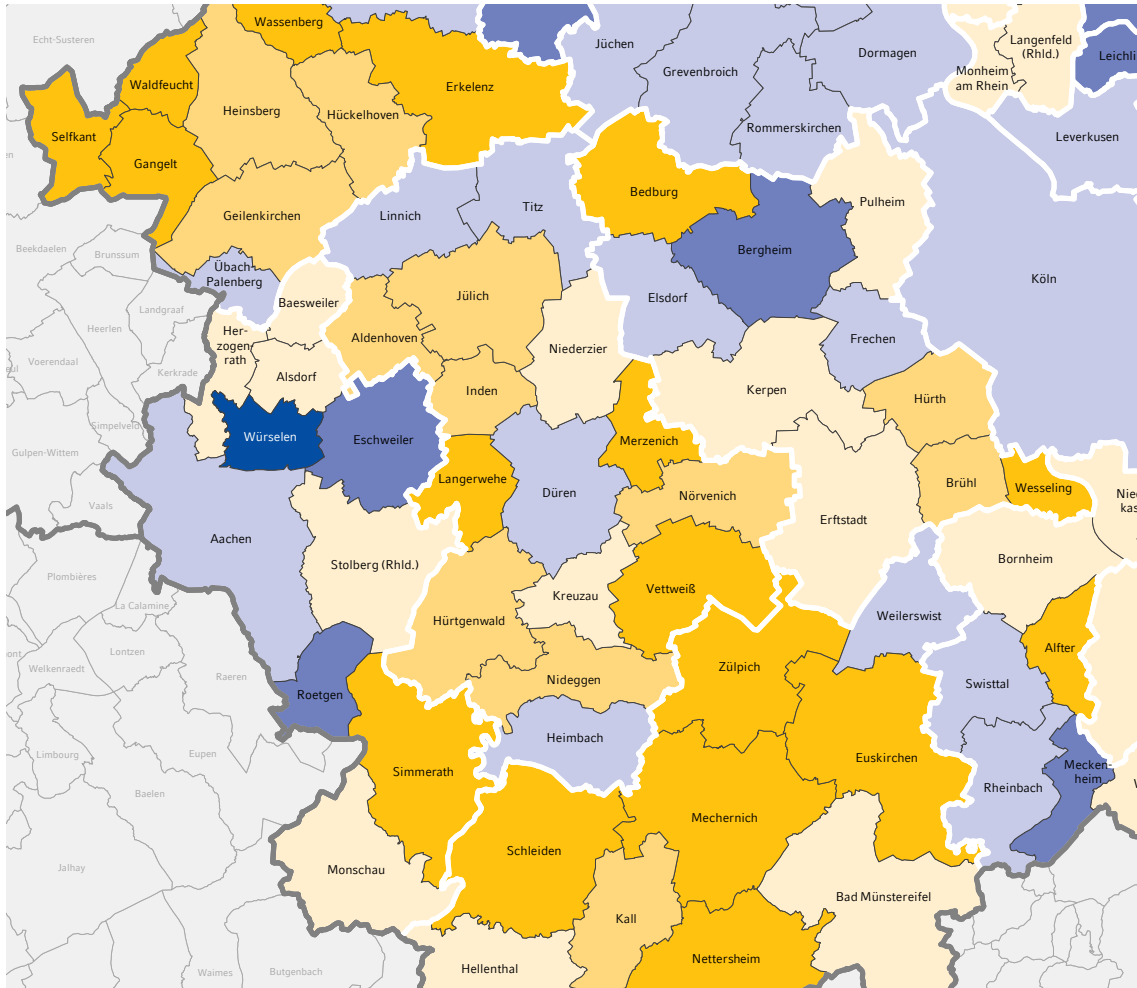 Echt-Susteren
Wassenberg
Jüchen
Dormagen
Langenfeld
(Rhld.)
Monheim
am Rhein
Waldfeucht
Heinsberg
Hückelhoven
Erkelenz
Grevenbroich
Rommerskirchen
Leverkusen
Selfkant
Gangelt
Bedburg
Pulheim
Geilenkirchen
Linnich
Titz
Bergheim
Beekdaelen
Brunssum
Übach-
Palenberg
Köln
Landgraaf
Baesweiler
Jülich
Elsdorf
Heerlen
Her-
zogen-
rath
Aldenhoven
Niederzier
Frechen
Voerendaal
Kerkrade
Alsdorf
Inden
Kerpen
Hürth
Simpelveld
Würselen
Eschweiler
Merzenich
Gulpen-Wittem
Langerwehe
Düren
Nörvenich
Brühl
Wesseling
Vaals
Aachen
Erftstadt
Stolberg (Rhld.)
Bornheim
Plombières
Vettweiß
Kreuzau
La Calamine
Hürtgenwald
Weilerswist
Lontzen
Alfter
Welkenraedt
Raeren
Zülpich
Nideggen
Swisttal
Roetgen
Limbourg
Eupen
Heimbach
Simmerath
Euskirchen
Mecken-
heim
Rheinbach
Baelen
Mechernich
Schleiden
Jalhay
Monschau
Bad Münstereifel
Kall
Nettersheim
Hellenthal
Waimes
Butgenbach